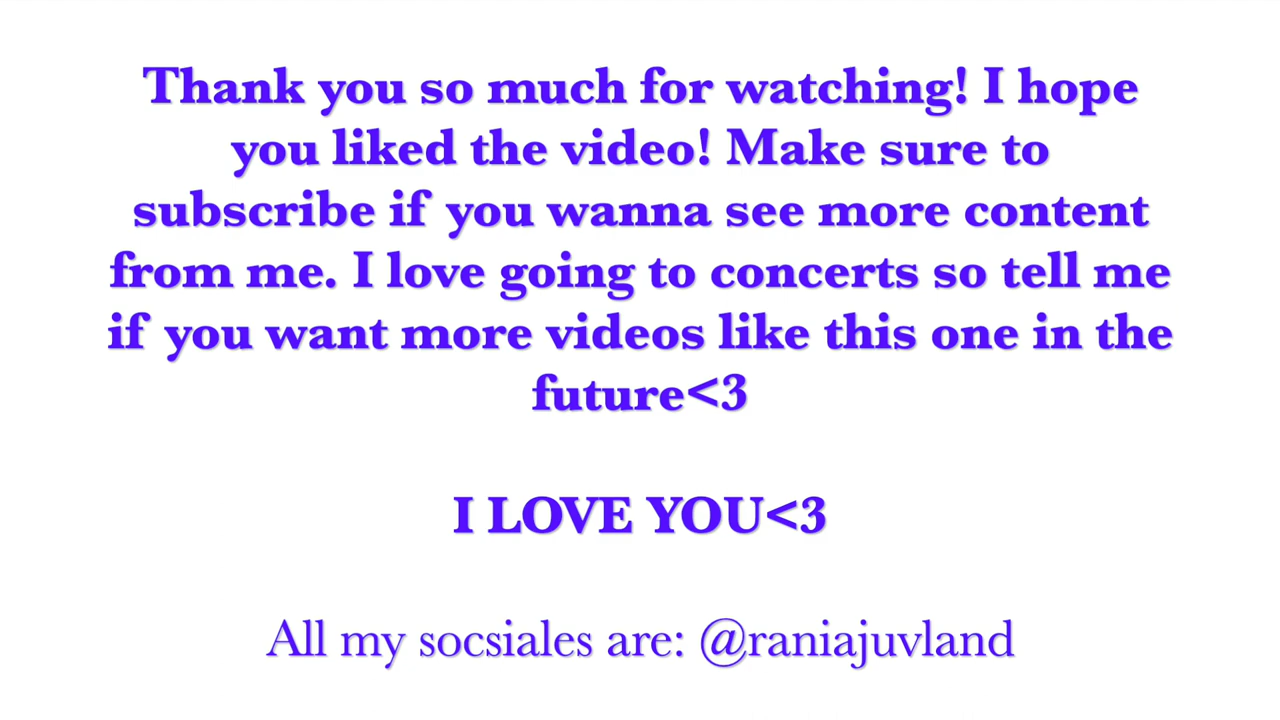 Thank you so much for watching! I hope
you liked the video! Make sure to
subscribe if you wanna see more content
from me. I love going to concerts so tell me
if you want more videos like this one in the
future<3
I LOVE YOU<3
All my socsiales are: @raniajuvland